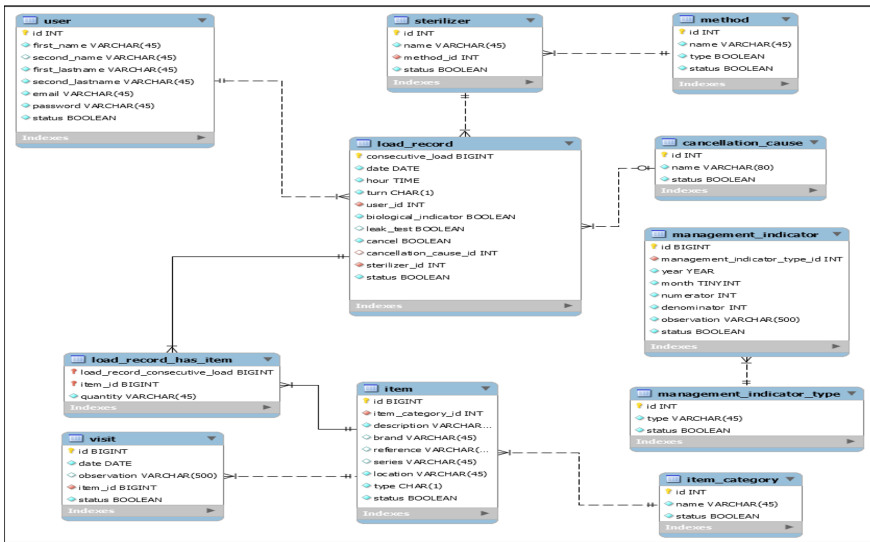 user
id INT
first_name VARCHAR(45)
second_name VARCHAR(45)
first_lastname VARCHAR(45)
second_lastname VARCHAR(45)
email VARCHAR(45)
password VARCHAR(45)
status BOOLEAN
Indexes
sterilizer
id INT
name VARCHAR(45)
method_id INT
status BOOLEAN
Indexes
method
id INT
name VARCHAR(45)
type BOOLEAN
status BOOLEAN
Indexes
load_record
consecutive_load BIGINT
date DATE
hour TIME
turn CHAR(1)
user_id INT
biological_indicator BOOLEAN
leak_test BOOLEAN
cancel BOOLEAN
cancellation_cause_id INT
sterilizer_id INT
status BOOLEAN
Indexes
cancellation_cause
id INT
name VARCHAR(80)
status BOOLEAN
Indexes
management_indicator
id BIGINT
management_indicator_type_id INT
year YEAR
month TINYINT
numerator INT
denominator INT
observation VARCHAR(500)
status BOOLEAN
Indexes
load_record_has_item
load_record_consecutive_load BIGINT
item_id BIGINT
quantity VARCHAR(45)
Indexes
item
id BIGINT
item_category_id INT
description VARCHAR...
brand VARCHAR(45)
reference VARCHAR(...
series VARCHAR(45)
location VARCHAR(45)
type CHAR(1)
status BOOLEAN
Indexes
management_indicator_type
id INT
type VARCHAR(45)
status BOOLEAN
Indexes
visit
id BIGINT
date DATE
observation VARCHAR(500)
item_id BIGINT
status BOOLEAN
Indexes
item_category
id INT
name VARCHAR(45)
status BOOLEAN
Indexes